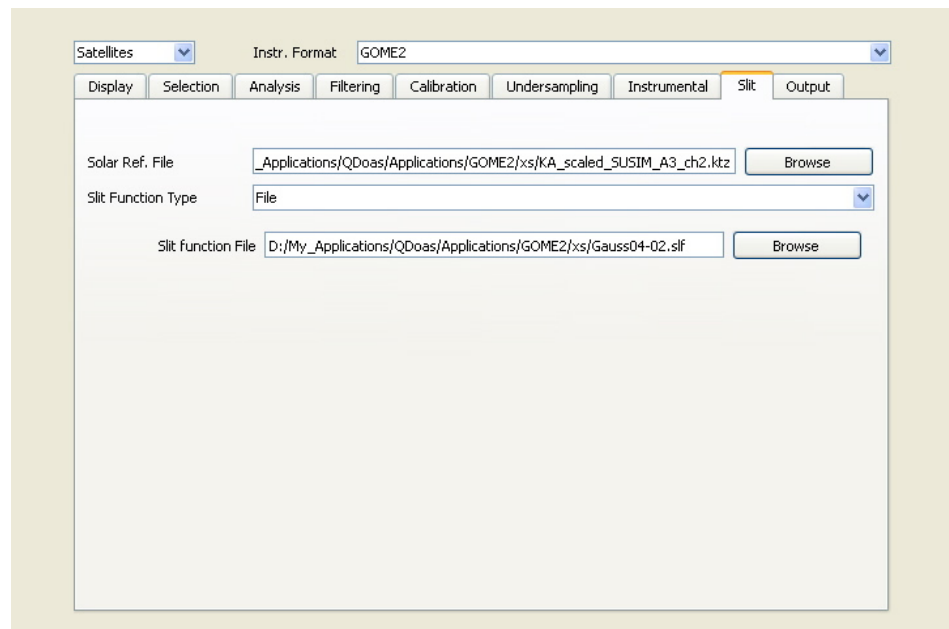 Satellites Instr. Format GOME2
Display Selection Analysis Filtering Calibration Undersampling Instrumental Slit Output
Solar Ref. File _Applications/QDoas/Applications/GOME2/xs/KA_scaled_SUSIM_A3_ch2.ktz Browse
Slit Function Type File
Slit function File D:/My_Applications/QDoas/Applications/GOME2/xs/Gauss04-02.slf Browse